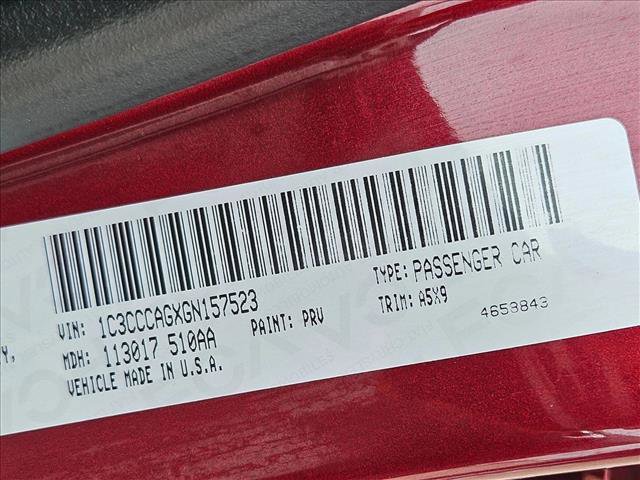 VIN: 1C3CCCAGXGN157523 TYPE: PASSENGER CAR
MDH: 113017 510AA PAINT: PRV TRIM: A5X9
VEHICLE MADE IN U.S.A. 4653843
Y,